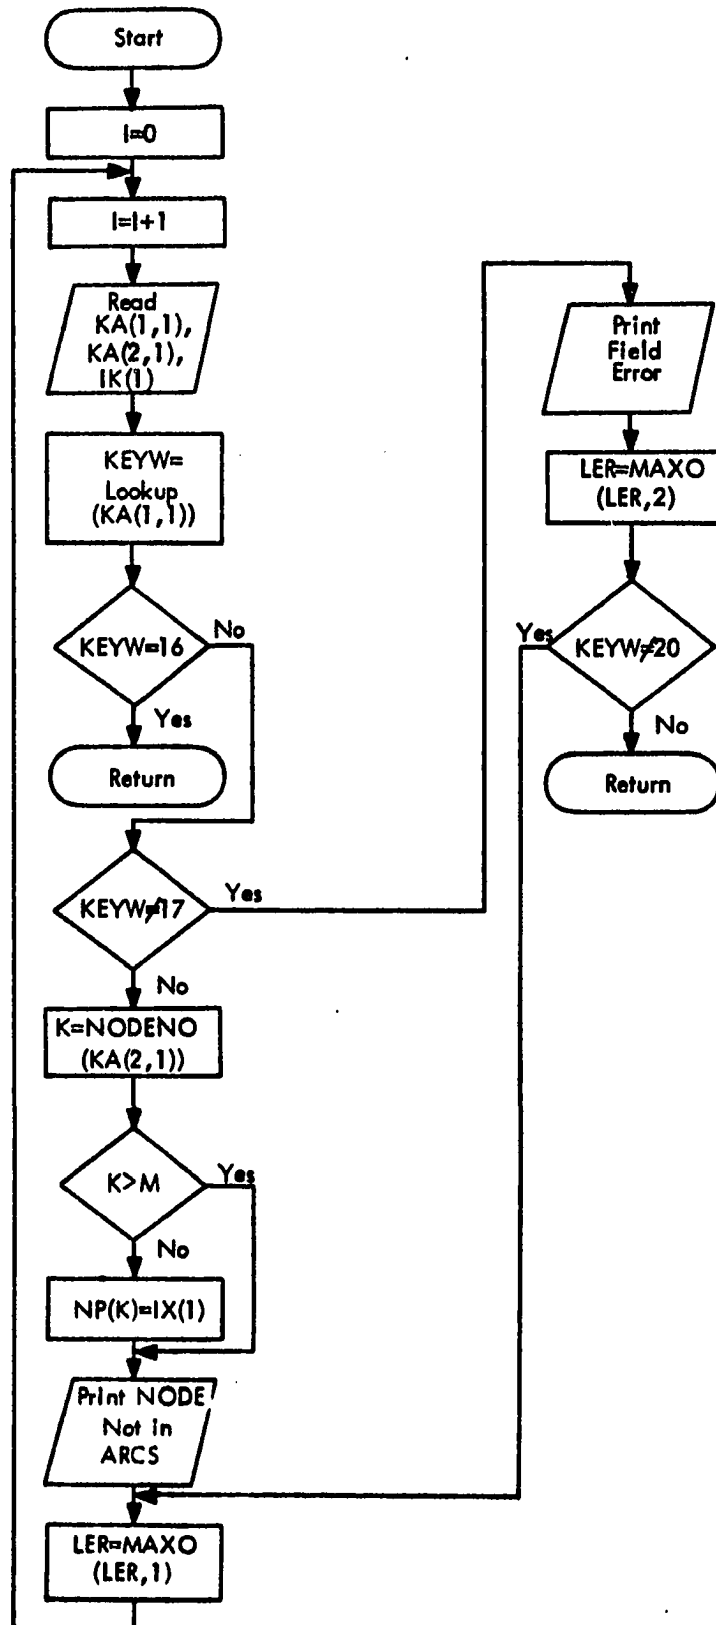 Start
I=0
I=I+1
Read
KA(1,1),
KA(2,1),
IK(1)
KEYW=
Lookup
(KA(1,1))
KEYW=16
No
Yes
Return
KEYW≠17
Yes
No
K=NODENO
(KA(2,1))
K>M
Yes
No
NP(K)=IX(1)
Print NODE
Not in
ARCS
LER=MAXO
(LER,1)
Print
Field
Error
LER=MAXO
(LER,2)
Yes
KEYW≠20
No
Return